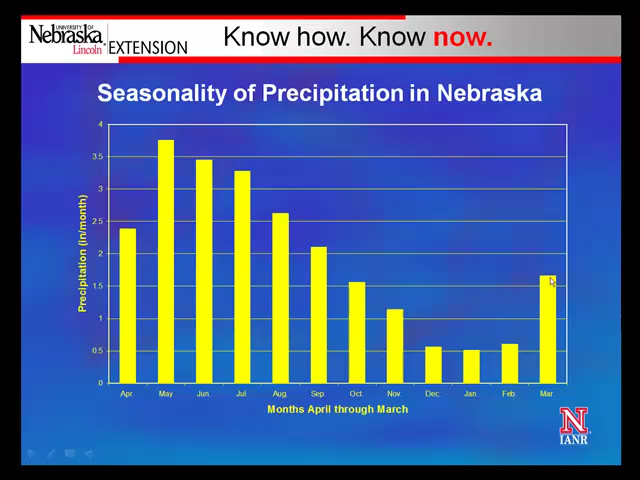 UNIVERSITY OF
Nebraska
Lincoln
EXTENSION
Know how. Know now.
Seasonality of Precipitation in Nebraska
4
3.5
3
2.5
2
1.5
1
0.5
0
Precipitation (in/month)
Apr. May Jun. Jul. Aug. Sep. Oct Nov. Dec. Jan Feb. Mar.
Months April through March
N
IANR